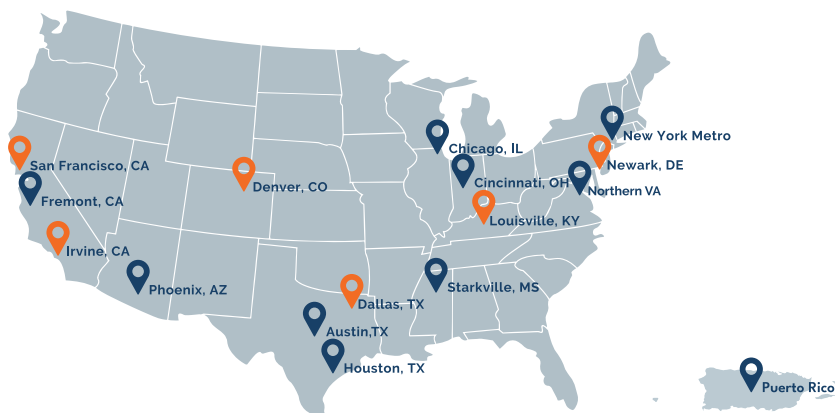 New York Metro
Chicago, IL
San Francisco, CA
Newark, DE
Cincinnati, OH
Denver, CO
Northern VA
Fremont, CA
Louisville, KY
Irvine, CA
Phoenix, AZ
Starkville, MS
Dallas, TX
Austin,TX
Houston, TX
Puerto Rico